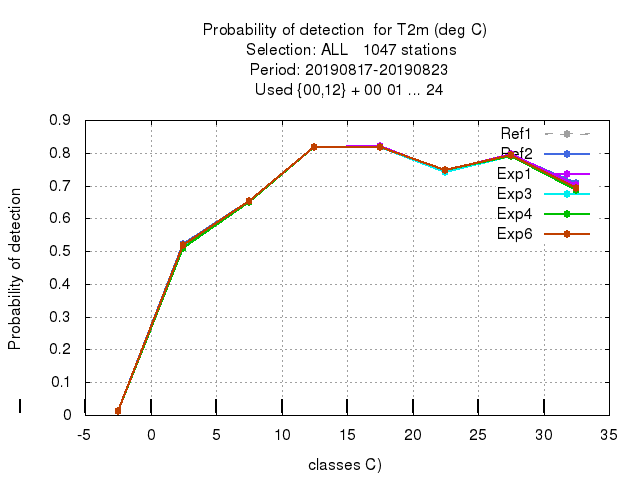 Probability of detection  for T2m (deg C)
Selection: ALL   1047 stations
Period: 20190817-20190823
Used {00,12} + 00 01 ... 24
Probability of detection
0.9
0.8
0.7
0.6
0.5
0.4
0.3
0.2
0.1
0
-5
0
5
10
15
20
25
30
35
classes C)
Ref1
Ref2
Exp1
Exp3
Exp4
Exp6